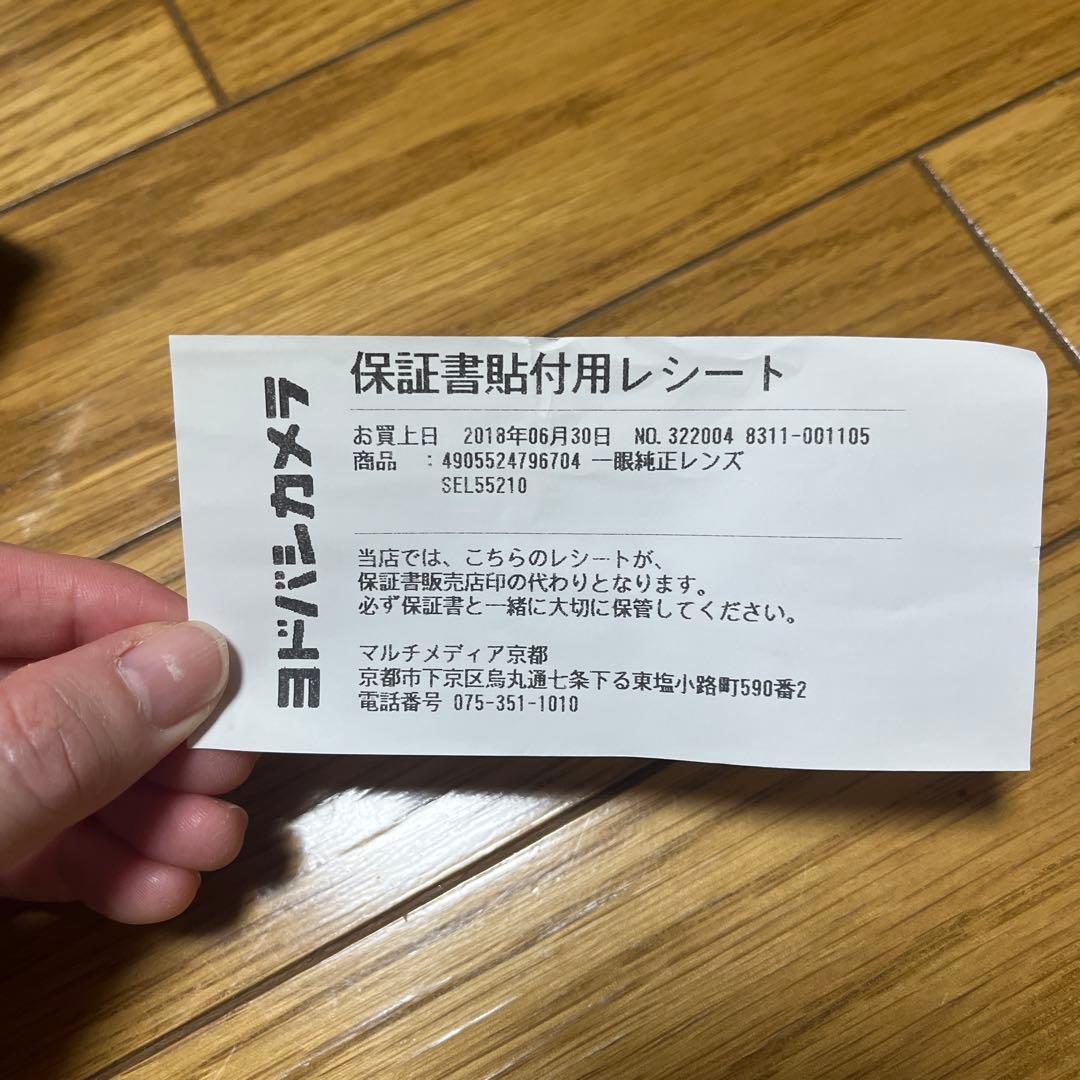 ヨドバシカメラ
保証書貼付用レシート
お買上日 2018年06月30日 NO.322004 8311-001105
商品 :4905524796704 一眼純正レンズ
SEL55210
当店では、こちらのレシートが、
保証書販売店印の代わりとなります。
必ず保証書と一緒に大切に保管してください。
マルチメディア京都
京都市下京区烏丸通七条下る東塩小路町590番2
電話番号 075-351-1010